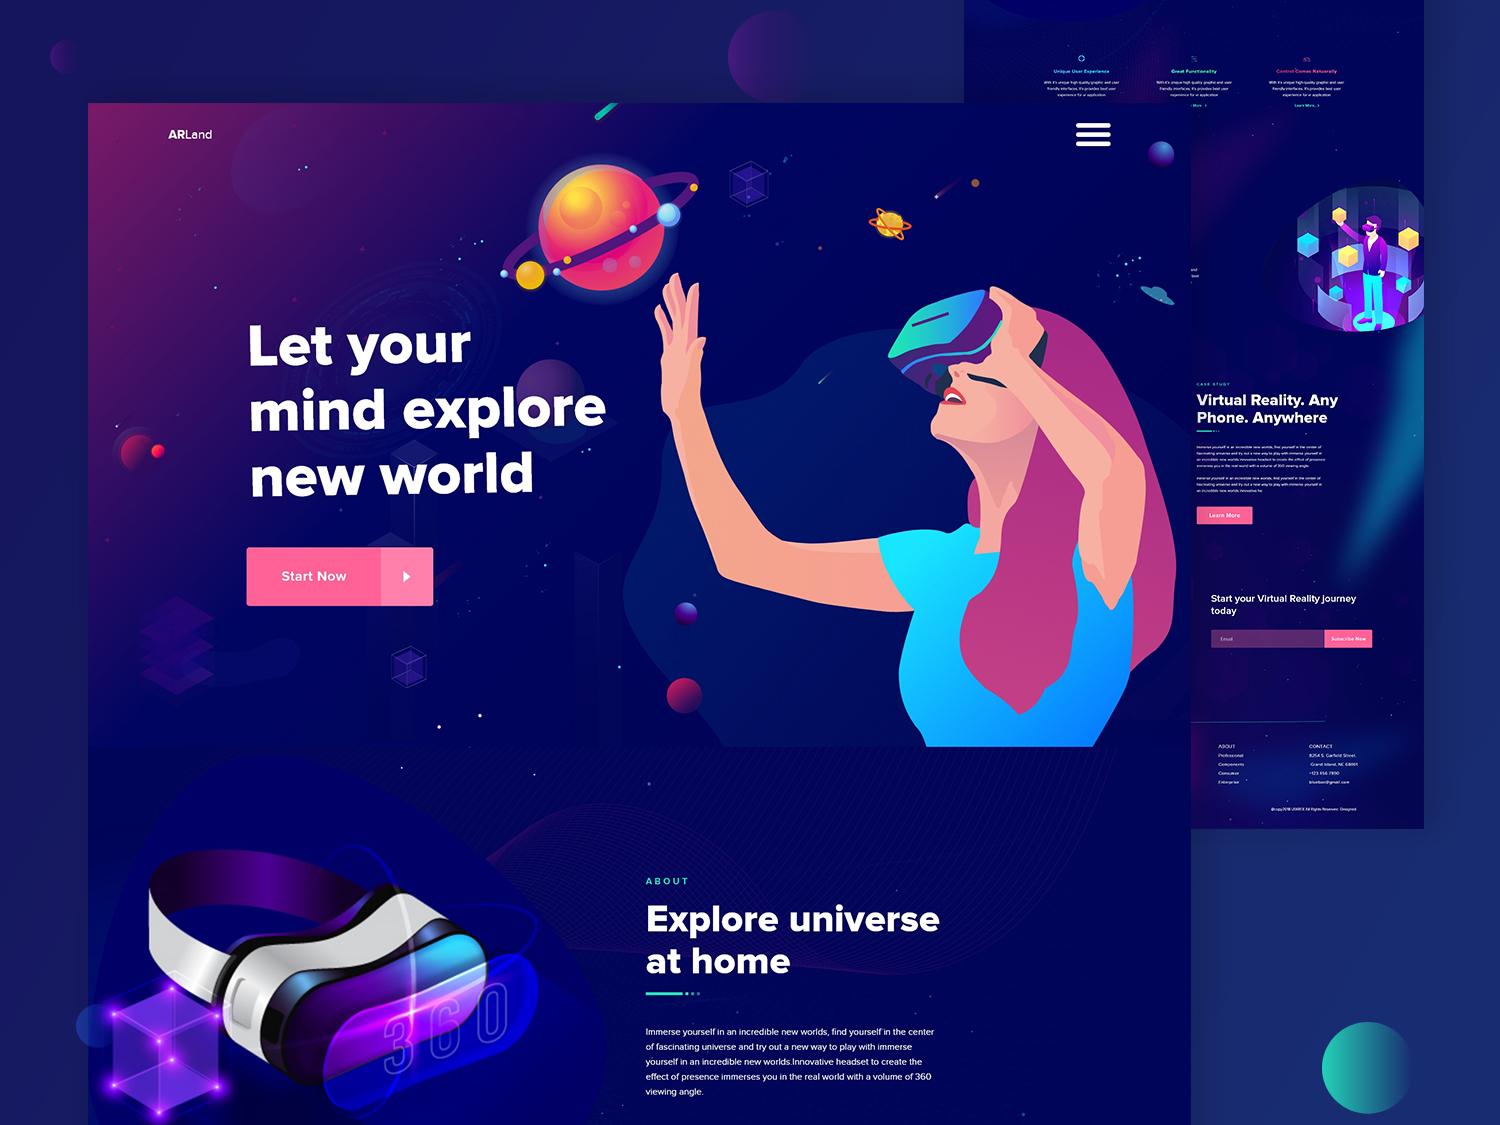 ARLand
Let your
mind explore
new world
Start Now
ABOUT
Explore universe
at home
Immerse yourself in an incredible new worlds, find yourself in the center
of fascinating universe and try out a new way to play with immerse
yourself in an incredible new worlds.Innovative headset to create the
effect of presence immerses you in the real world with a volume of 360
viewing angle.
360
Unique User Experience
With it's unique high quality graphic and user
friendly interfaces. It's provides best user
experience for vr application
Great Functionality
With it's unique high quality graphic and user
friendly interfaces. It's provides best user
experience for vr application
More
Control Comes Naturally
With it's unique high quality graphic and user
friendly interfaces. It's provides best user
experience for vr application
Learn More
and
best
CASE STUDY
Virtual Reality. Any
Phone. Anywhere
Immerse yourself in an incredible new worlds, find yourself in the center of
fascinating universe and try out a new way to play with immerse yourself in
an incredible new worlds.Innovative headset to create the effect of presence
immerses you in the real world with a volume of 360 viewing angle.
Immerse yourself in an incredible new worlds, find yourself in the center of
fascinating universe and try out a new way to play with immerse yourself in
an incredible new worlds.Innovative he
Learn More
Start your Virtual Reality journey
today
Email
Subscribe Now
ABOUT
Professional
Components
Consumer
Enterprise
CONTACT
8254 S. Garfield Street.
Grand Island, NE 68801
+123 456 7890